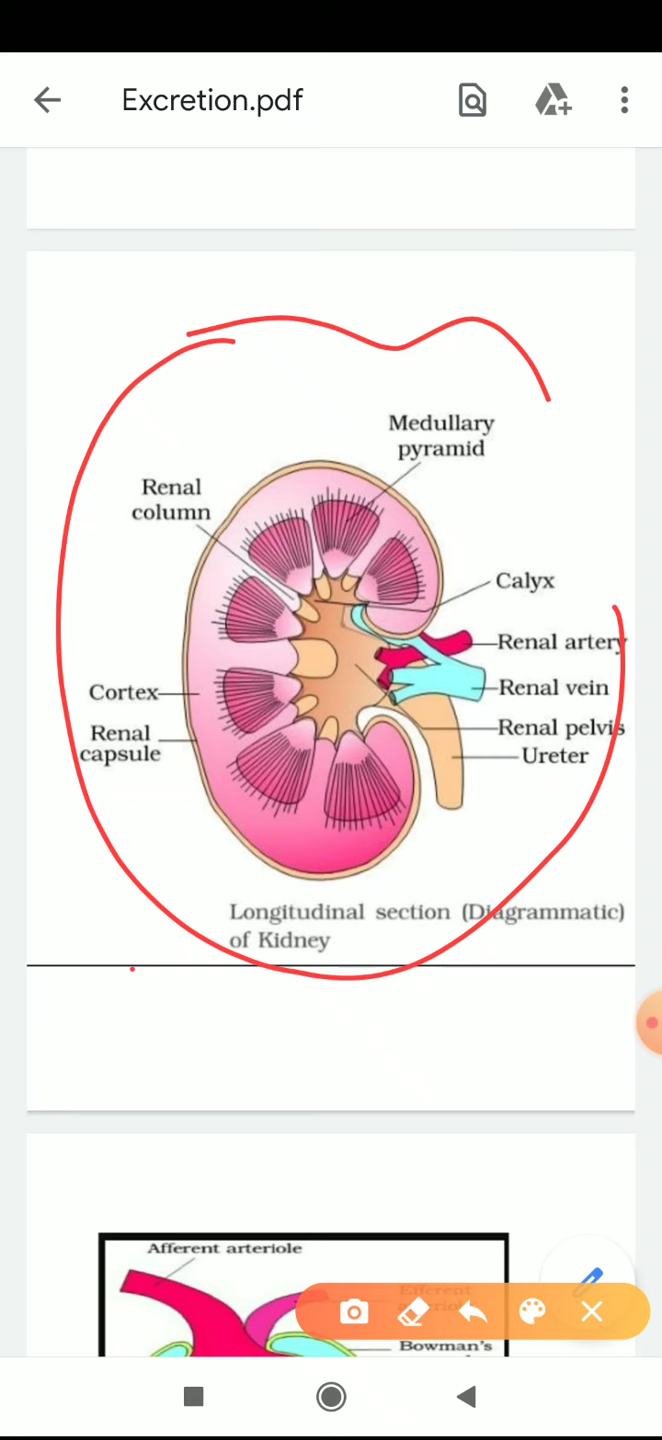 Excretion.pdf
Medullary
pyramid
Renal
column
Calyx
Renal artery
Renal vein
Cortex
Renal pelvis
Renal
capsule
Ureter
Longitudinal section (Diagrammatic)
of Kidney
Afferent arteriole
Efferent
Bowman's